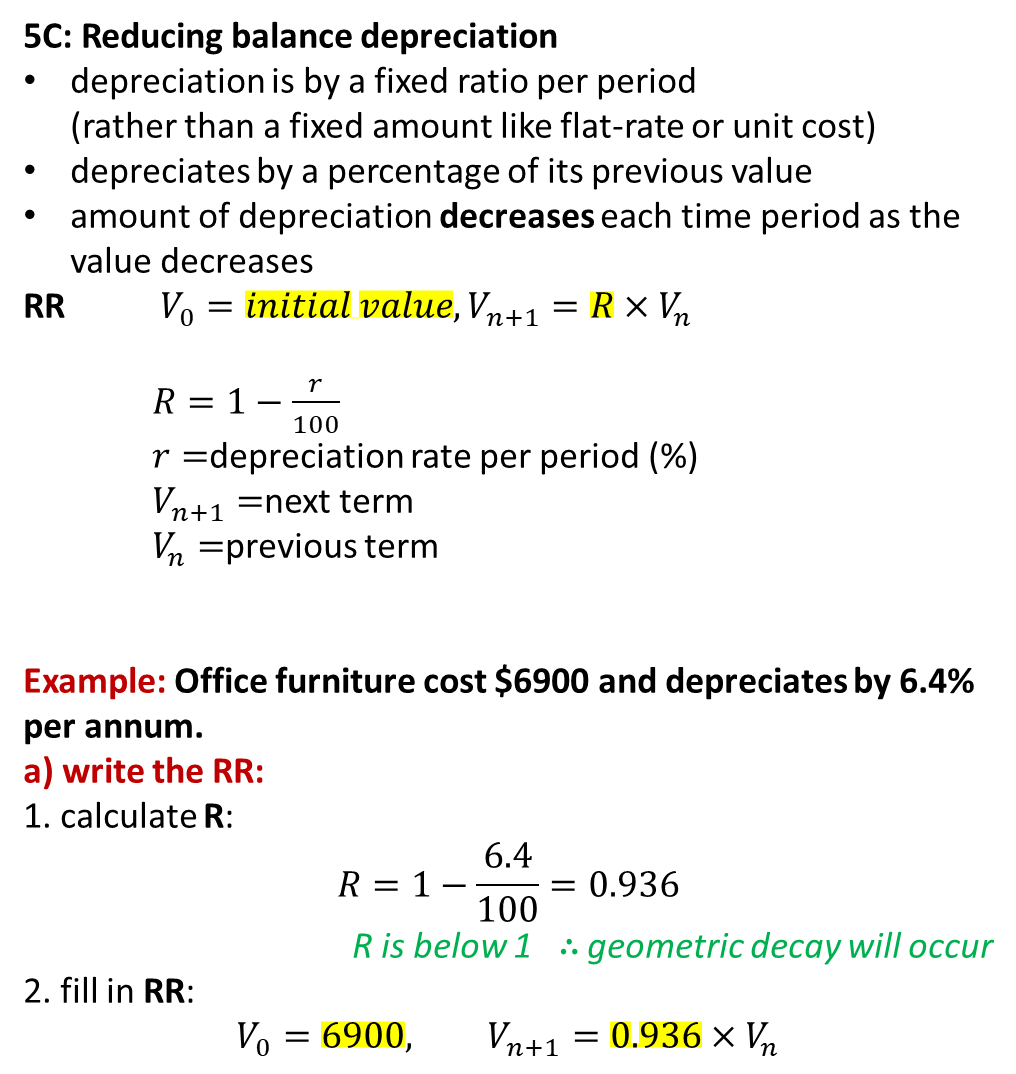 5C: Reducing balance depreciation
• depreciation is by a fixed ratio per period
(rather than a fixed amount like flat-rate or unit cost)
• depreciates by a percentage of its previous value
• amount of depreciation decreases each time period as the
value decreases
RR V₀ = initial value, Vₙ₊₁ = R × Vₙ
R = 1 − r/100
r =depreciation rate per period (%)
Vₙ₊₁ =next term
Vₙ =previous term
Example: Office furniture cost $6900 and depreciates by 6.4%
per annum.
a) write the RR:
1. calculate R:
R = 1 − 6.4/100 = 0.936
R is below 1 ∴ geometric decay will occur
2. fill in RR:
V₀ = 6900, Vₙ₊₁ = 0.936 × Vₙ